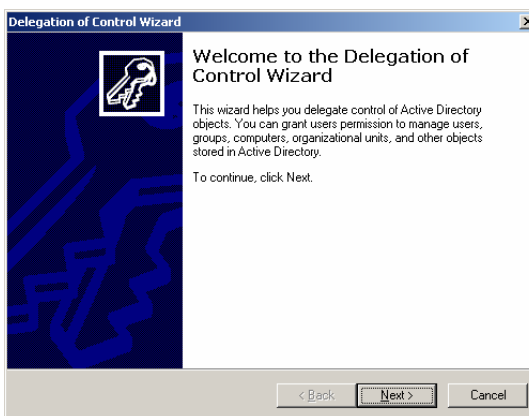 Delegation of Control Wizard
Welcome to the Delegation of
Control Wizard
This wizard helps you delegate control of Active Directory
objects. You can grant users permission to manage users,
groups, computers, organizational units, and other objects
stored in Active Directory.
To continue, click Next.
< Back
Next >
Cancel